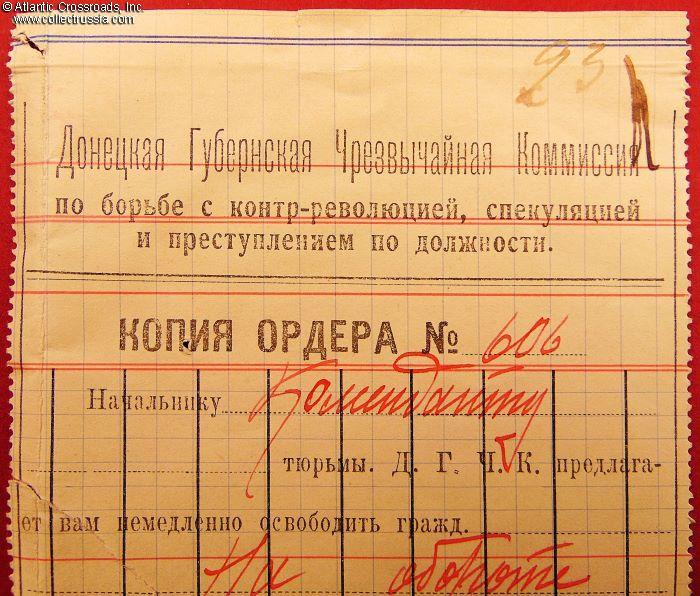 © Atlantic Crossroads, Inc.
www.collectrussia.com
23
Донецкая Губернская Чрезвычайная Коммиссия
по борьбе с контр-революцией, спекуляцией
и преступлением по должности.
КОПИЯ ОРДЕРА № 606
Начальнику Комендантту
тюрьмы. Д. Г. Ч. К. предлага-
ет вам немедленно освободить гражд.
На обороте